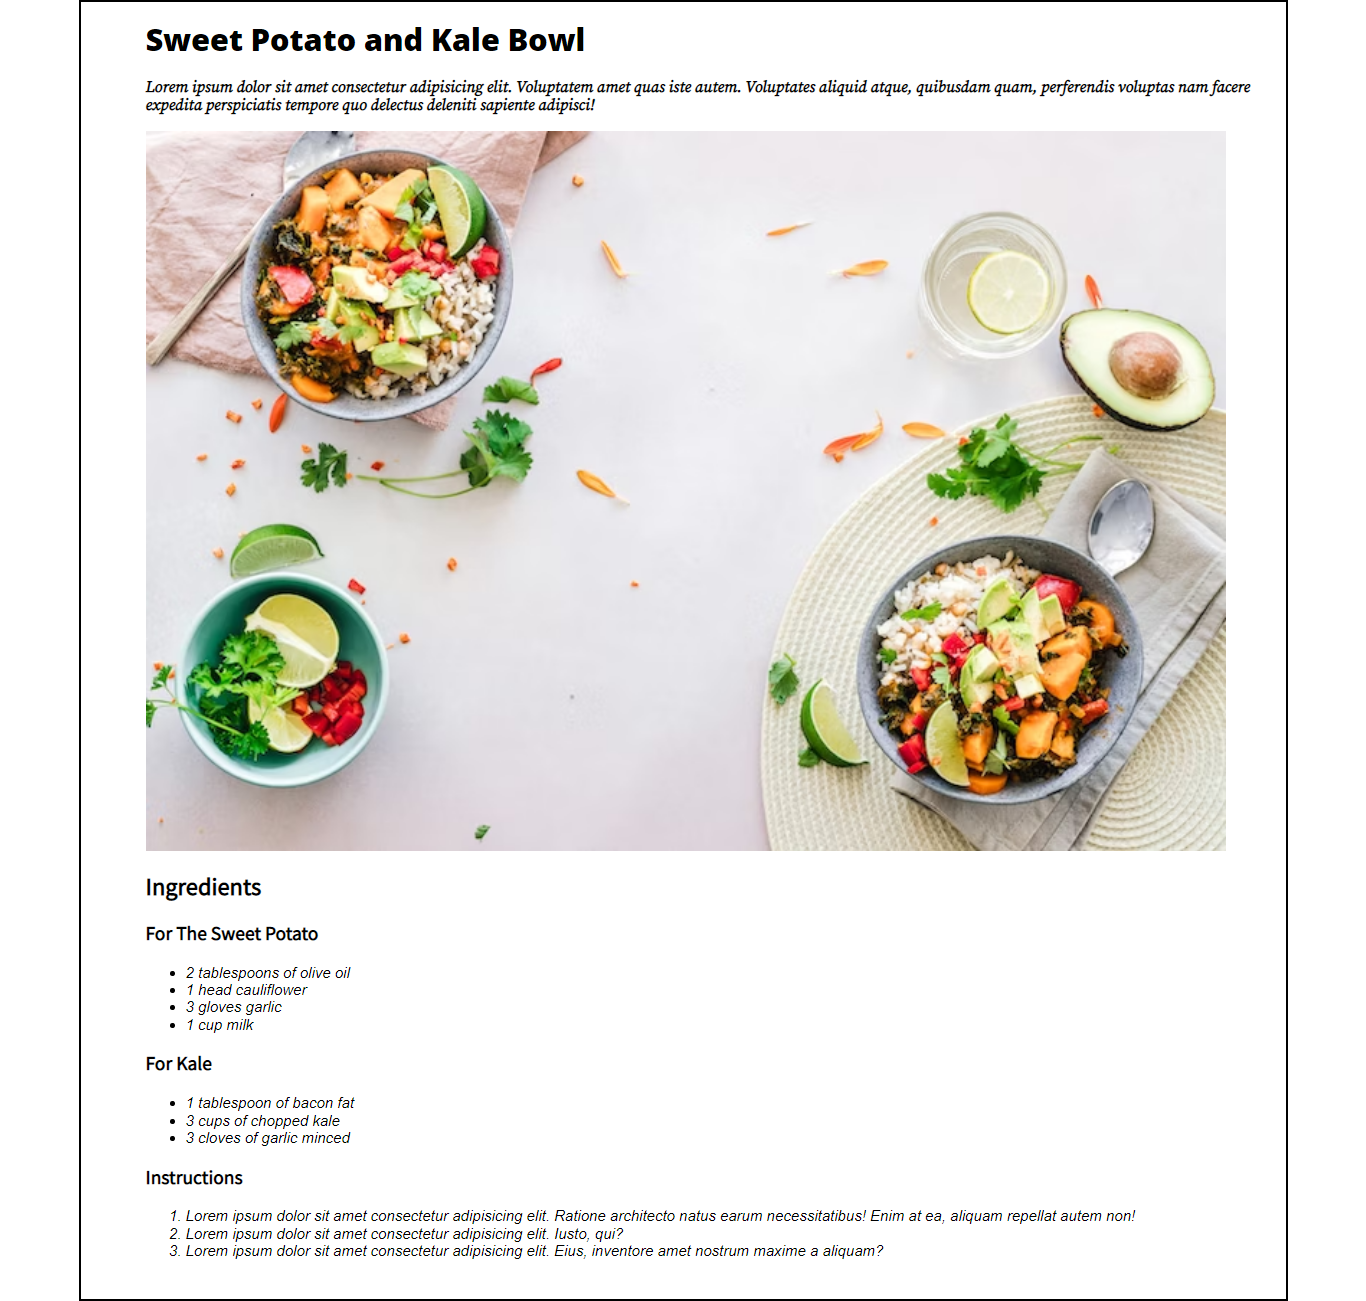 Sweet Potato and Kale Bowl
Lorem ipsum dolor sit amet consectetur adipisicing elit. Voluptatem amet quas iste autem. Voluptates aliquid atque, quibusdam quam, perferendis voluptas nam facere
expedita perspiciatis tempore quo delectus deleniti sapiente adipisci!
Ingredients
For The Sweet Potato
• 2 tablespoons of olive oil
• 1 head cauliflower
• 3 gloves garlic
• 1 cup milk
For Kale
• 1 tablespoon of bacon fat
• 3 cups of chopped kale
• 3 cloves of garlic minced
Instructions
1. Lorem ipsum dolor sit amet consectetur adipisicing elit. Ratione architecto natus earum necessitatibus! Enim at ea, aliquam repellat autem non!
2. Lorem ipsum dolor sit amet consectetur adipisicing elit. Iusto, qui?
3. Lorem ipsum dolor sit amet consectetur adipisicing elit. Eius, inventore amet nostrum maxime a aliquam?